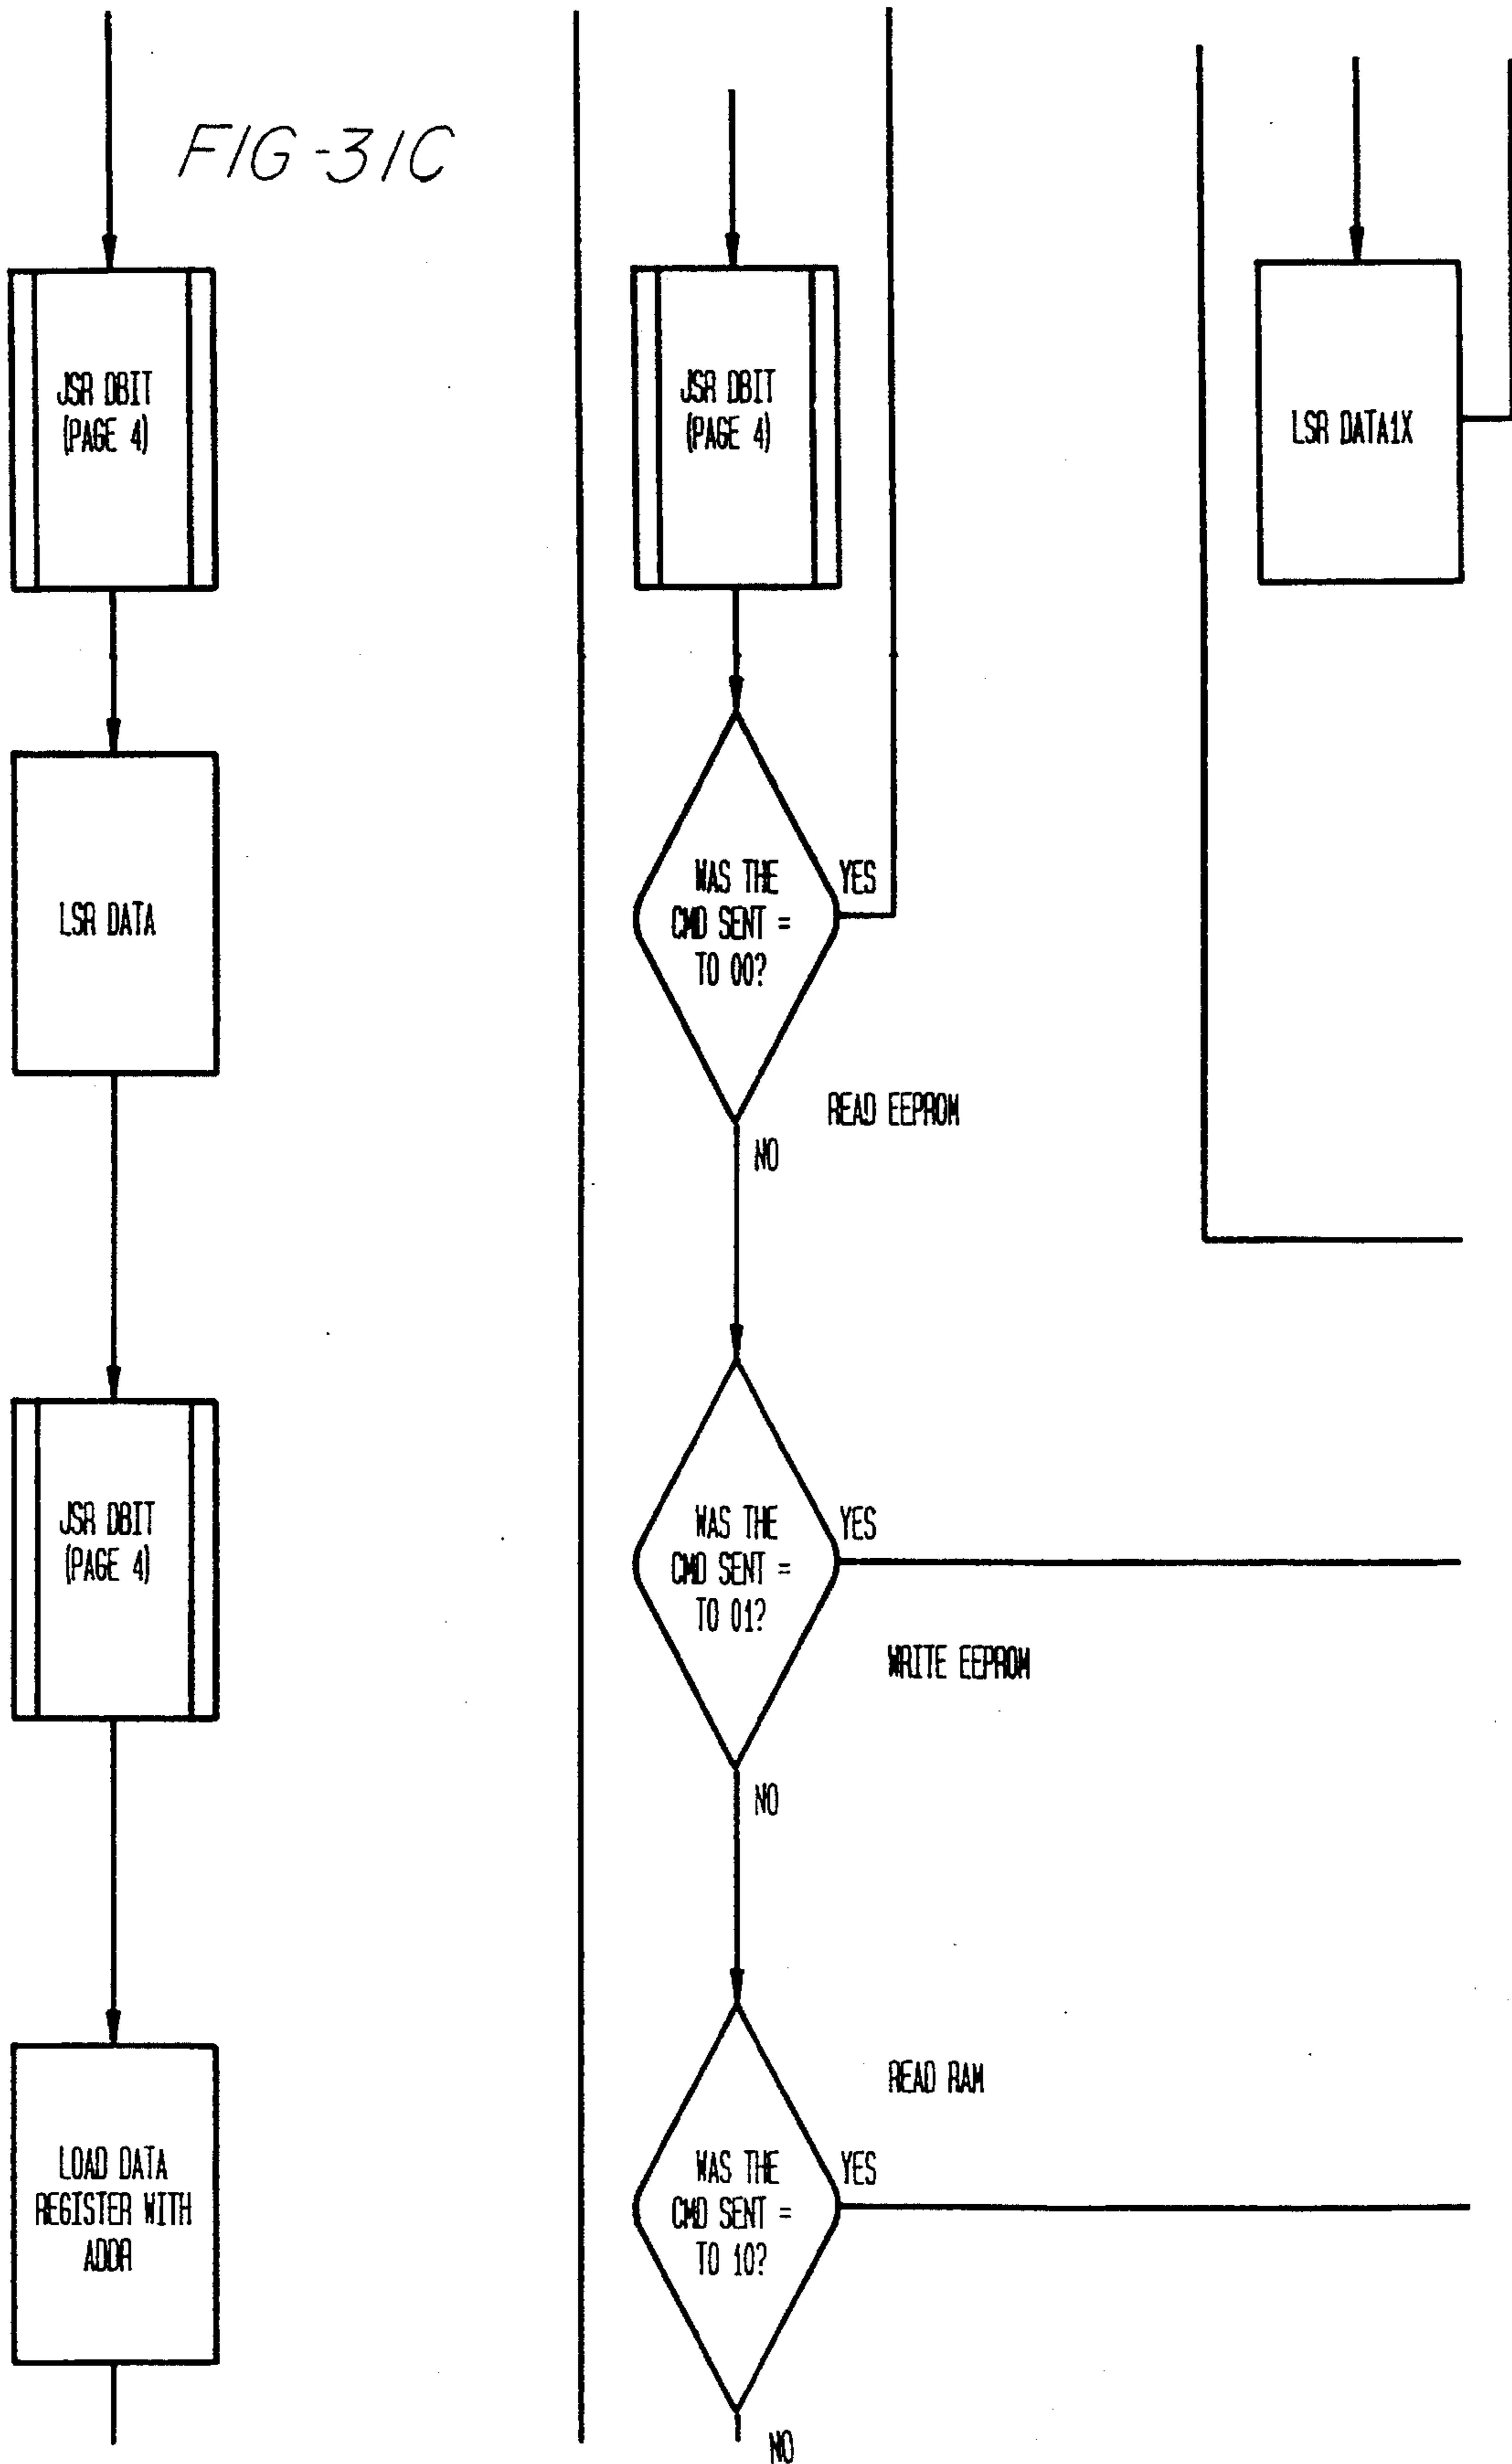 FIG-31C
JSR DBIT
(PAGE 4)
LSR DATA
JSR DBIT
(PAGE 4)
LOAD DATA
REGISTER WITH
ADDR
JSR DBIT
(PAGE 4)
WAS THE
CMD SENT =
TO 00?
YES
READ EEPROM
NO
WAS THE
CMD SENT =
TO 01?
YES
WRITE EEPROM
NO
READ RAM
WAS THE
CMD SENT =
TO 10?
YES
NO
LSR DATA1X